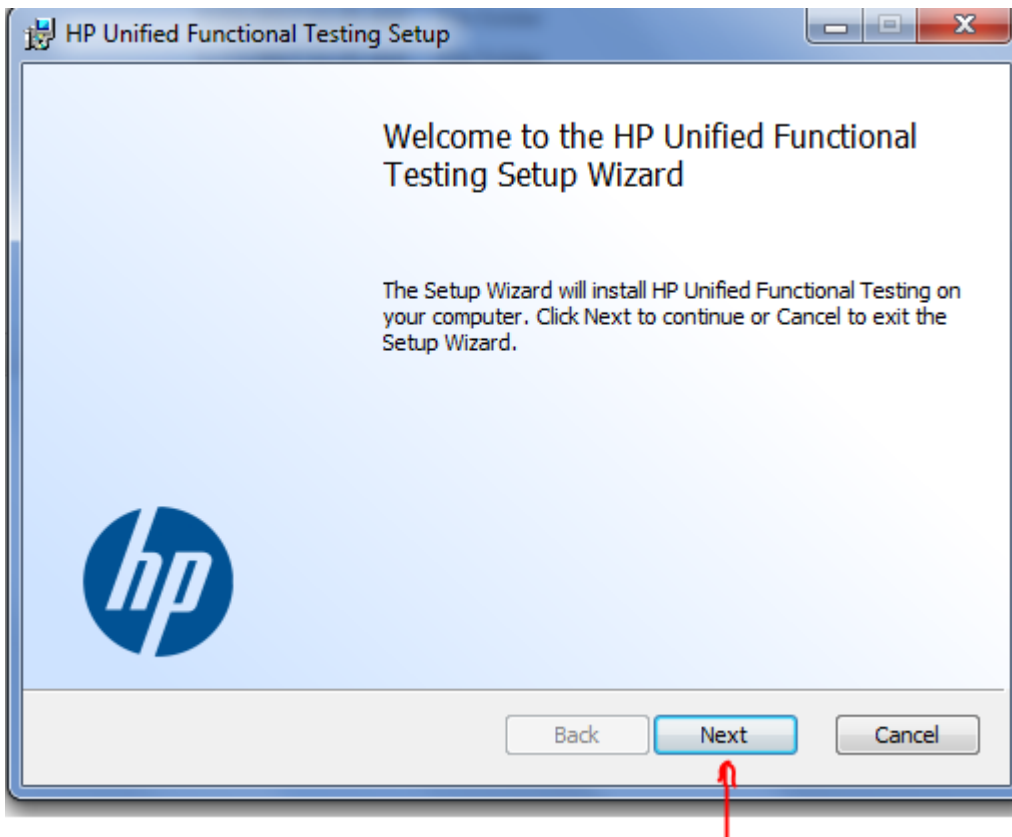 HP Unified Functional Testing Setup
Welcome to the HP Unified Functional
Testing Setup Wizard
The Setup Wizard will install HP Unified Functional Testing on
your computer. Click Next to continue or Cancel to exit the
Setup Wizard.
hp
Back Next Cancel